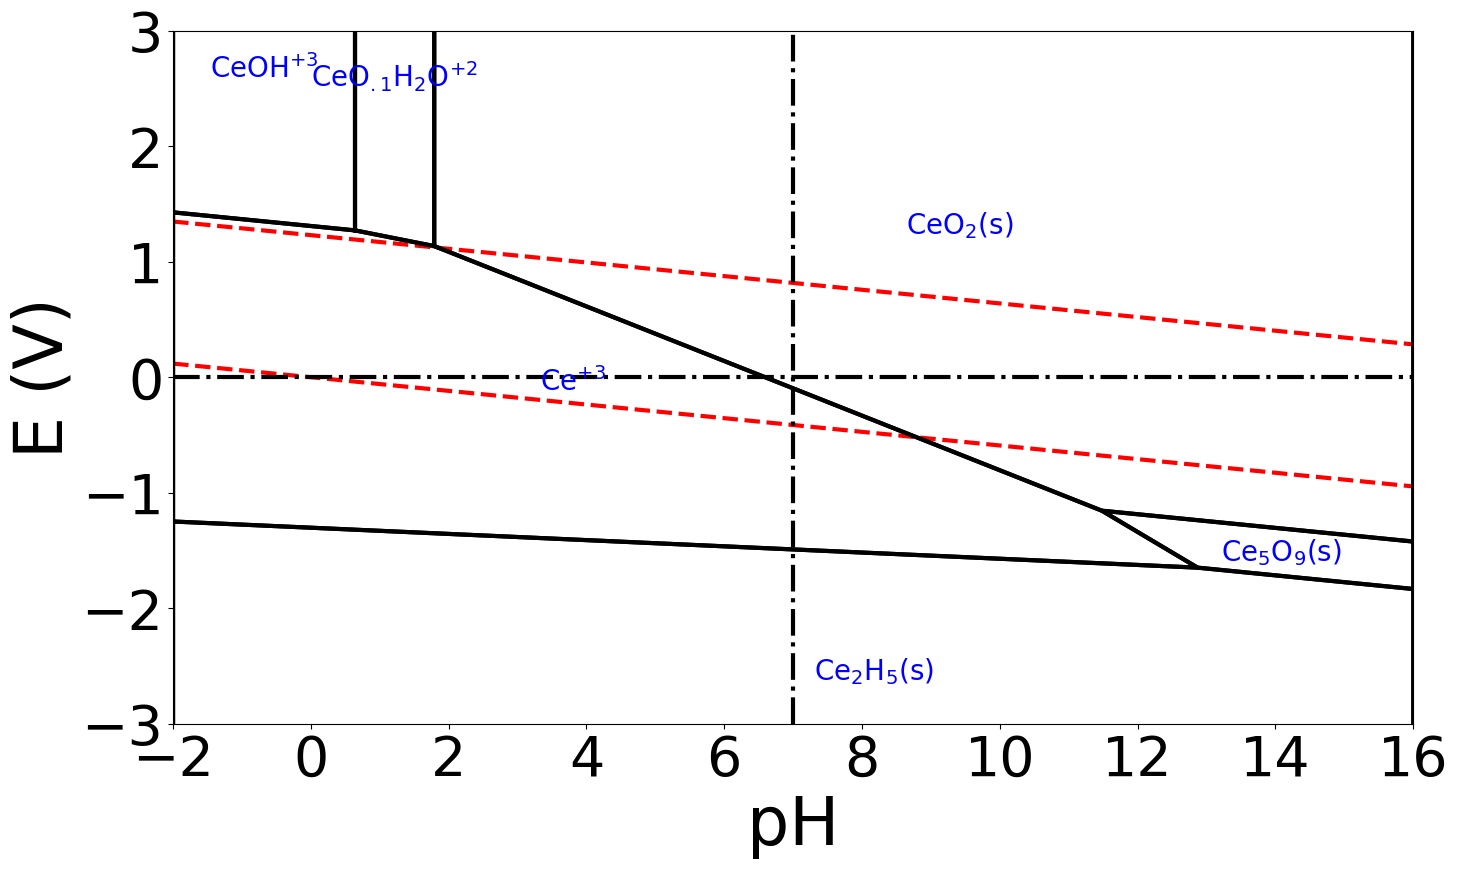 3
CeOH⁺³
CeO.₁H₂O⁺²
2
CeO₂(s)
1
0
Ce⁺³
−1
Ce₅O₉(s)
−2
Ce₂H₅(s)
−3
E (V)
−2 0 2 4 6 8 10 12 14 16
pH